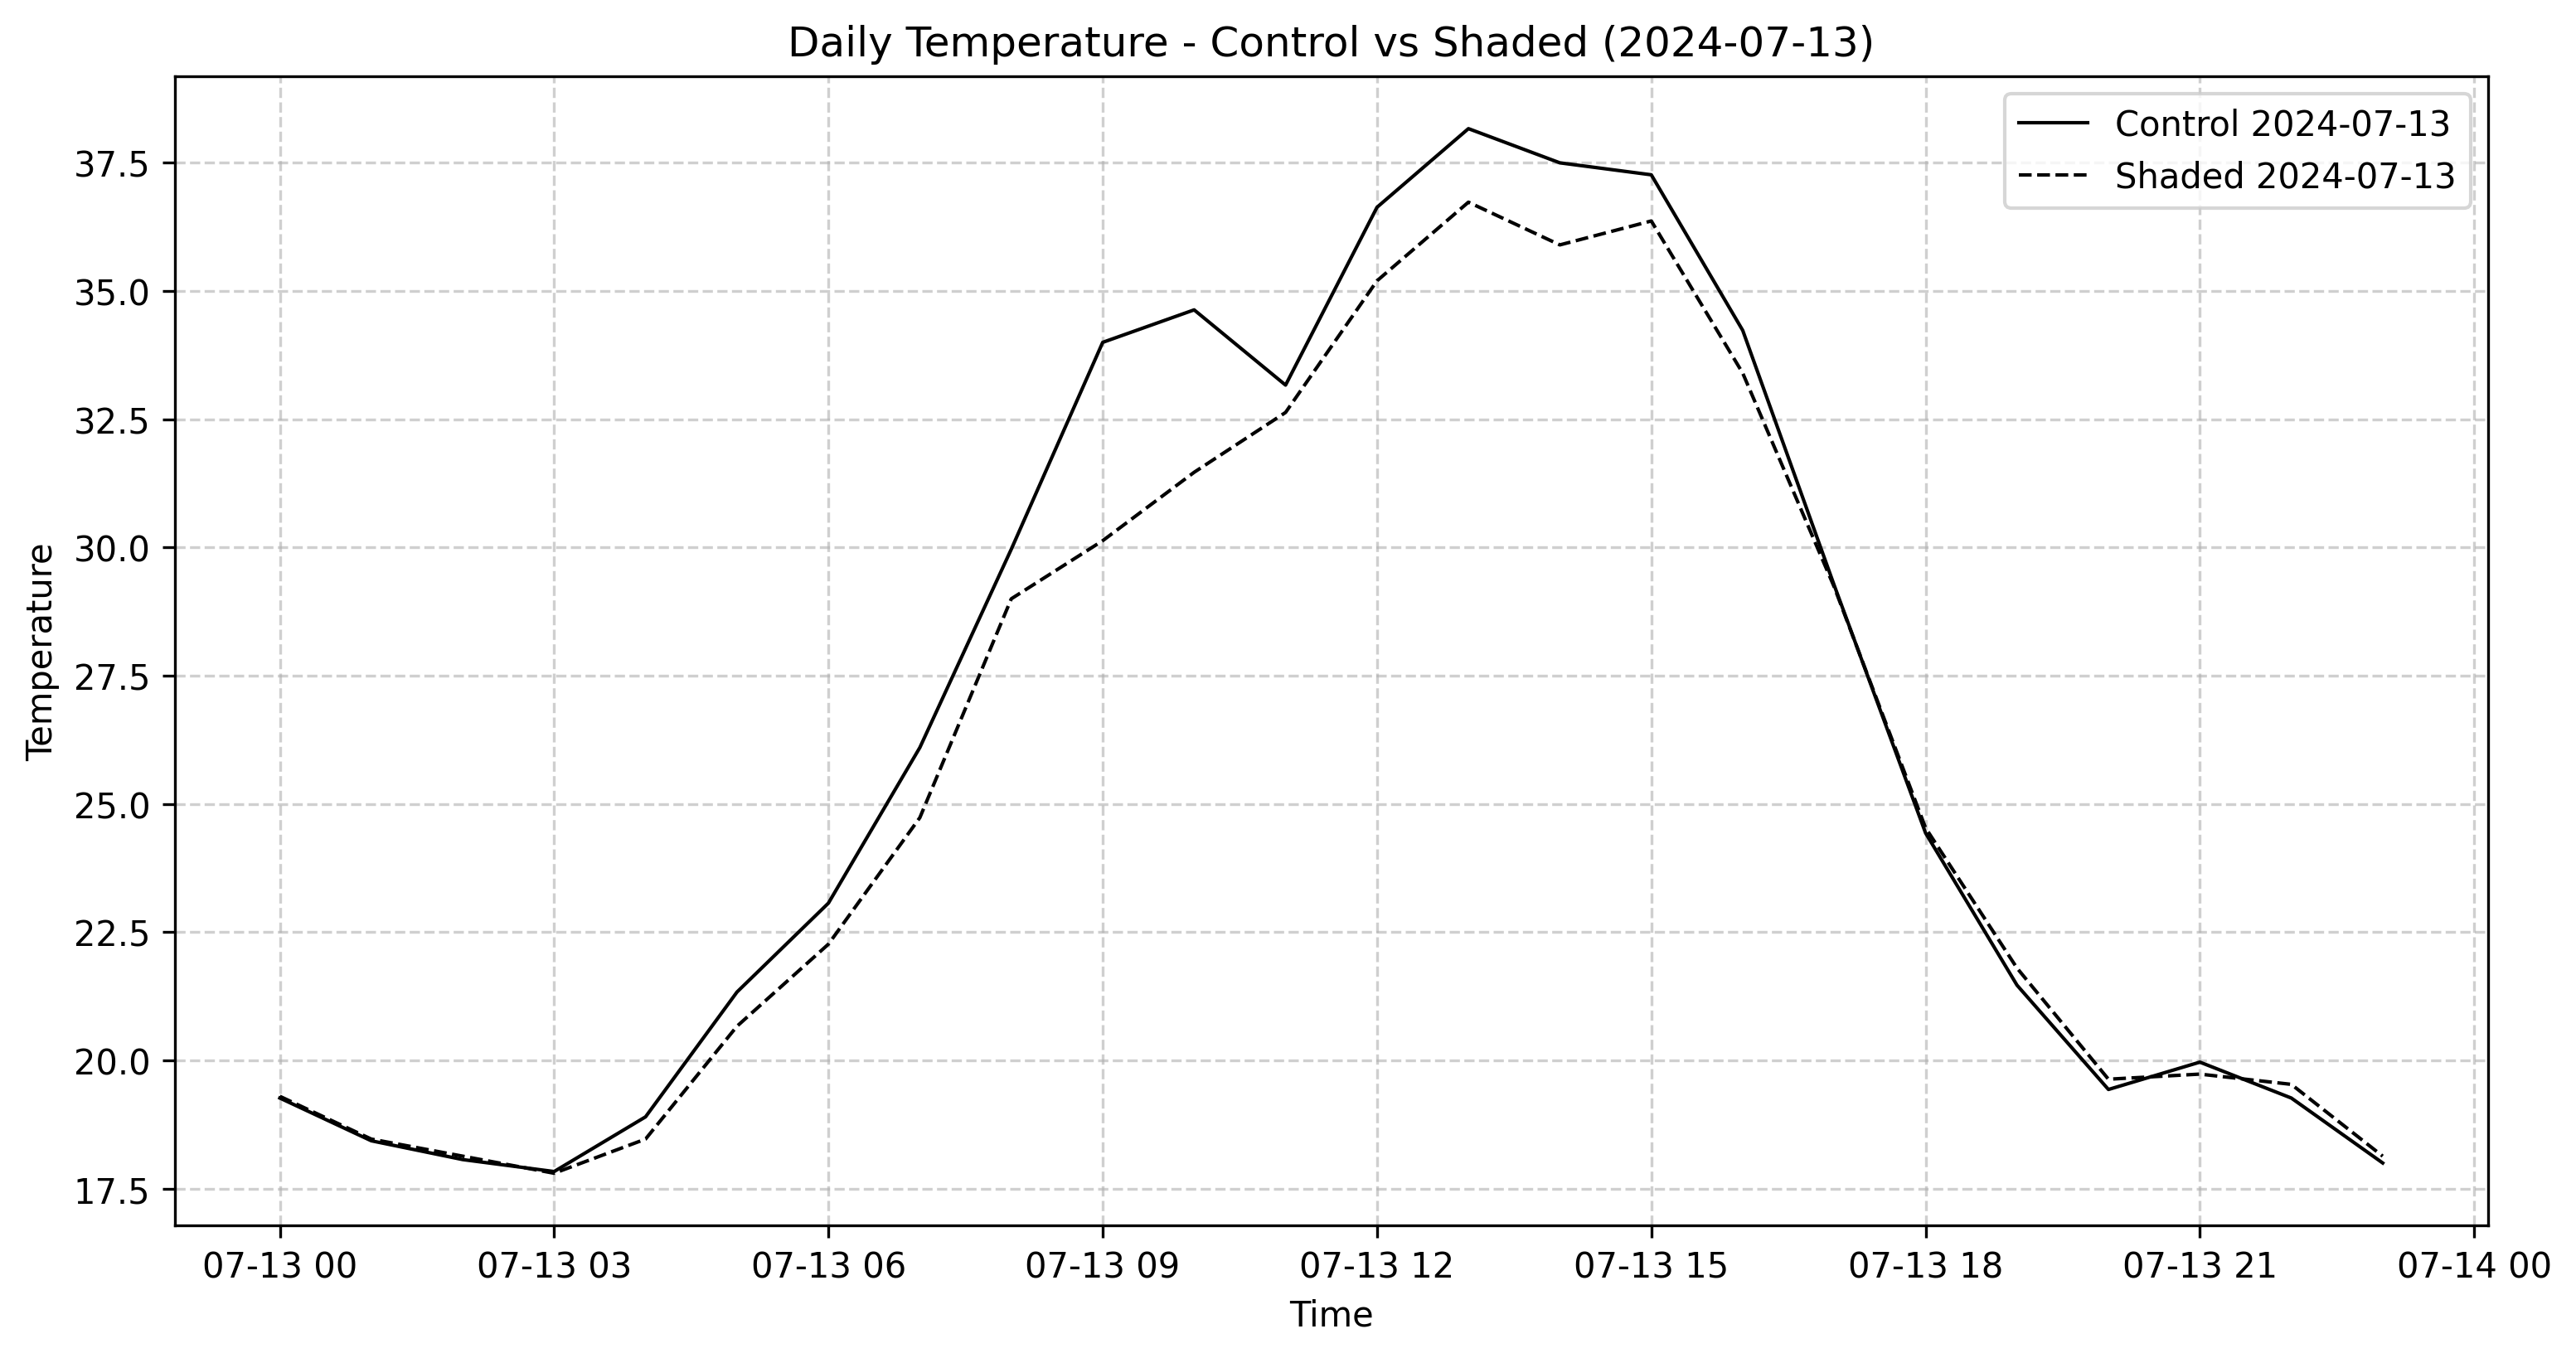 Daily Temperature - Control vs Shaded (2024-07-13)
Control 2024-07-13
Shaded 2024-07-13
37.5
35.0
32.5
30.0
27.5
25.0
22.5
20.0
17.5
Temperature
07-13 00 07-13 03 07-13 06 07-13 09 07-13 12 07-13 15 07-13 18 07-13 21 07-14 00
Time